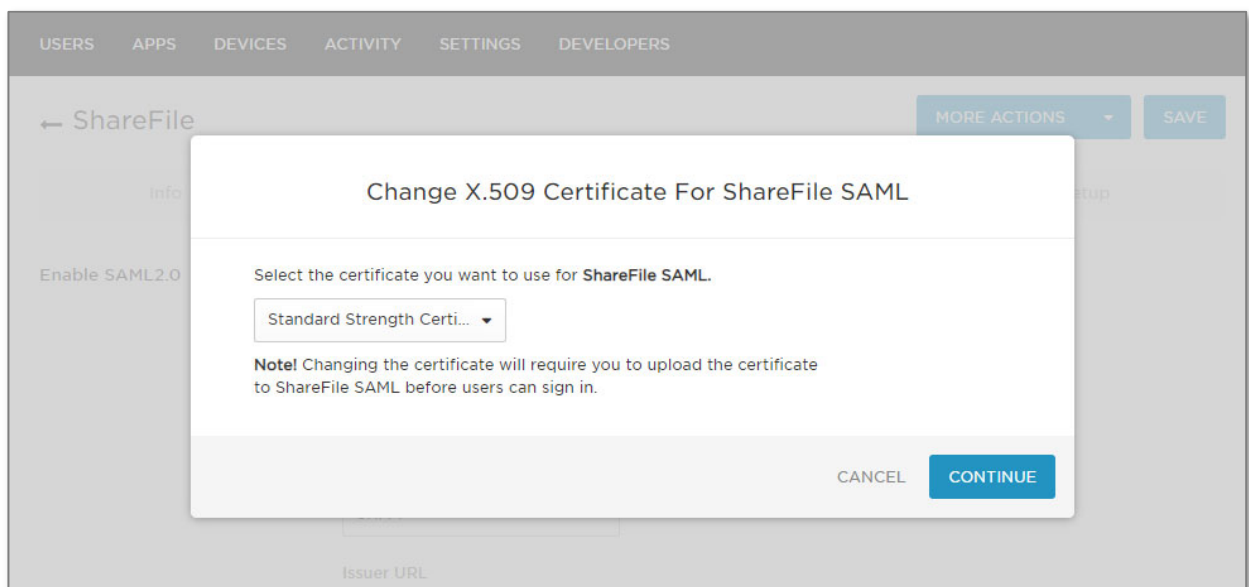 USERS APPS DEVICES ACTIVITY SETTINGS DEVELOPERS
← ShareFile
MORE ACTIONS SAVE
Info
Change X.509 Certificate For ShareFile SAML
Enable SAML2.0
Select the certificate you want to use for ShareFile SAML.
Standard Strength Certi...
Note! Changing the certificate will require you to upload the certificate
to ShareFile SAML before users can sign in.
CANCEL CONTINUE
Issuer URL